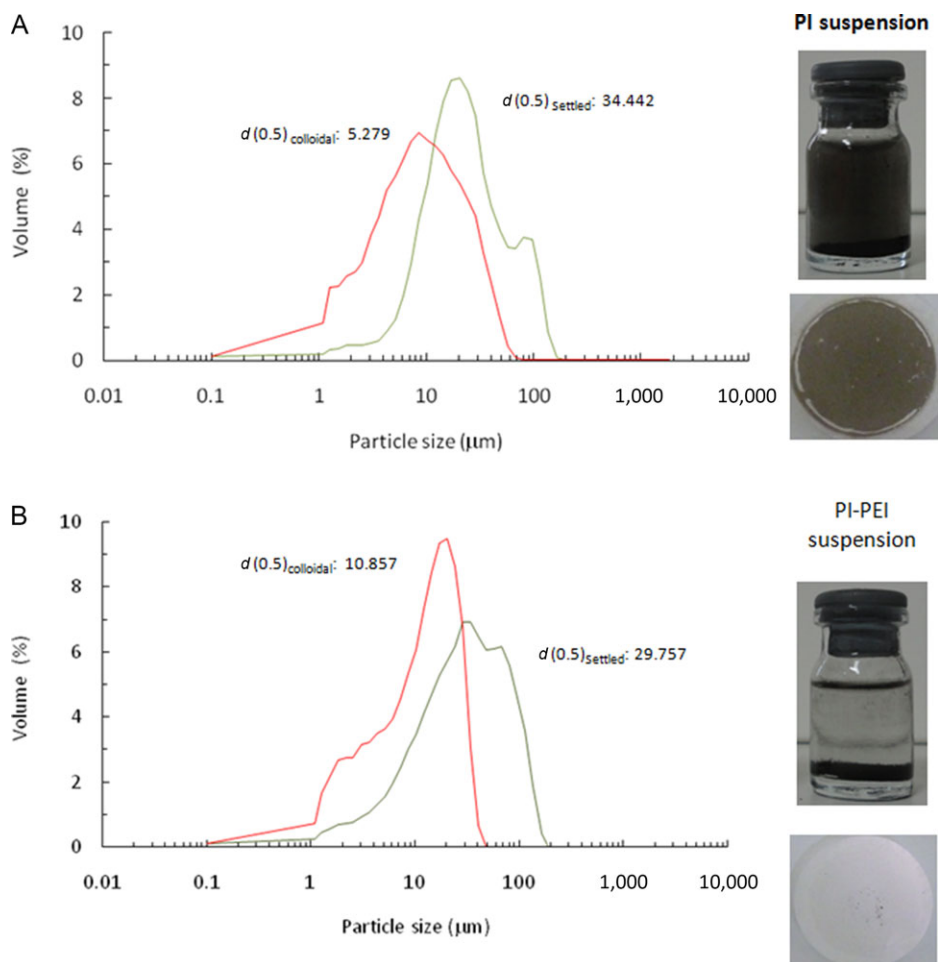 A
PI suspension
10
8
6
4
2
0
Volume (%)
d (0.5) colloidal: 5.279
d (0.5) Settled: 34.442
0.01 0.1 1 10 100 1,000 10,000
Particle size (µm)
B
PI-PEI
suspension
10
8
6
4
2
0
Volume (%)
d (0.5)colloidal: 10.857
d (0.5)Settled: 29.757
0.01 0.1 1 10 100 1,000 10,000
Particle size (µm)